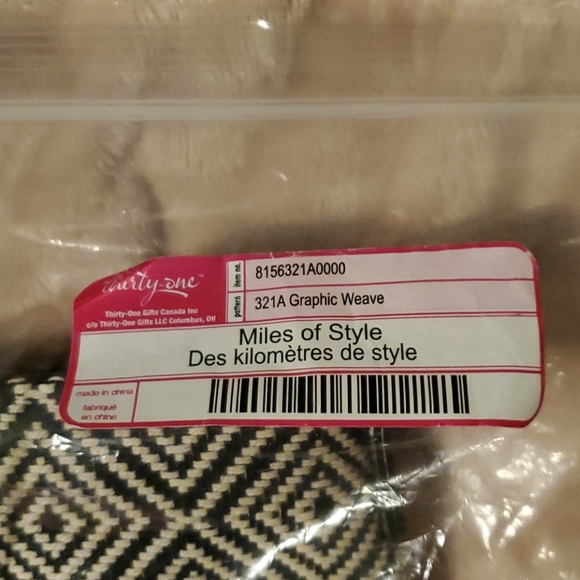 thirty-one™
Thirty-One Gifts Canada Inc
c/o Thirty-One Gifts LLC Columbus, OH
item no. 8156321A0000
pattern 321A Graphic Weave
Miles of Style
Des kilomètres de style
made in china
fabriqué
en chine